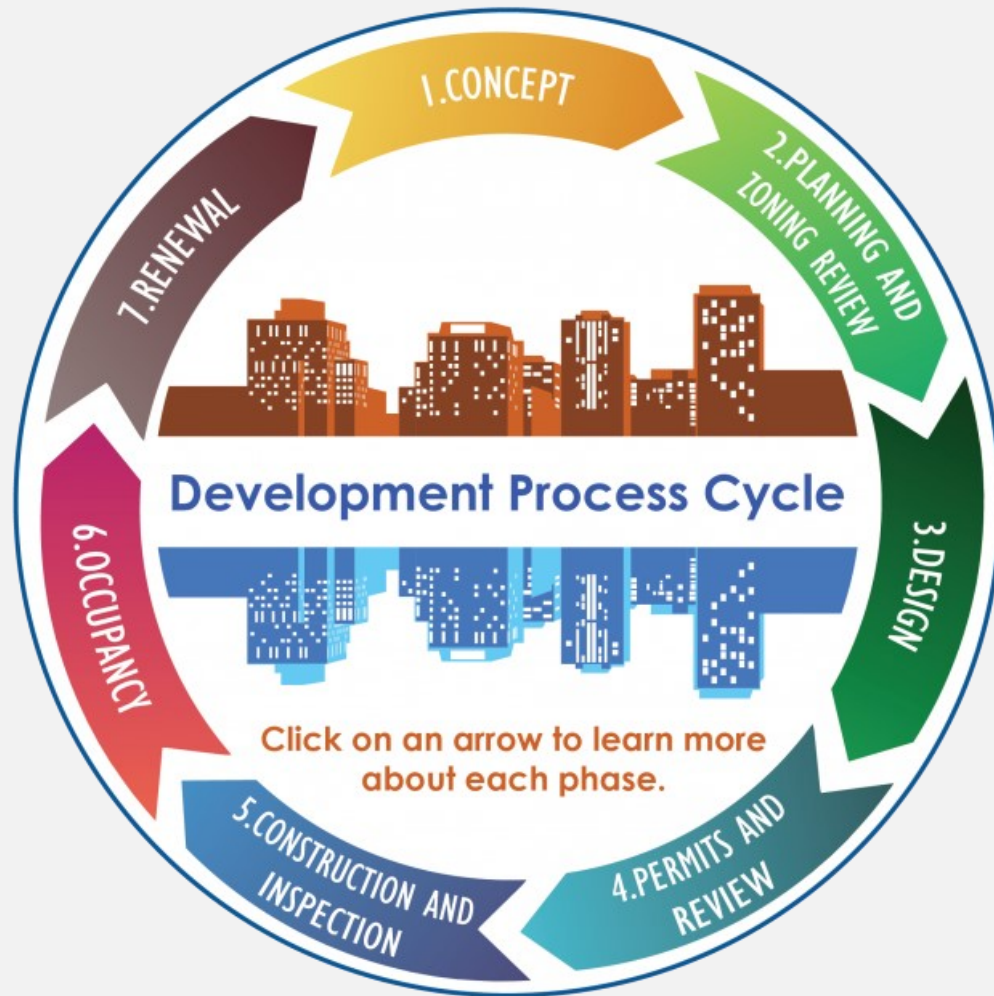 1.CONCEPT
2.PLANNING AND
ZONING REVIEW
3.DESIGN
4.PERMITS AND
REVIEW
5.CONSTRUCTION AND
INSPECTION
6.OCCUPANCY
7.RENEWAL
Development Process Cycle
Click on an arrow to learn more
about each phase.